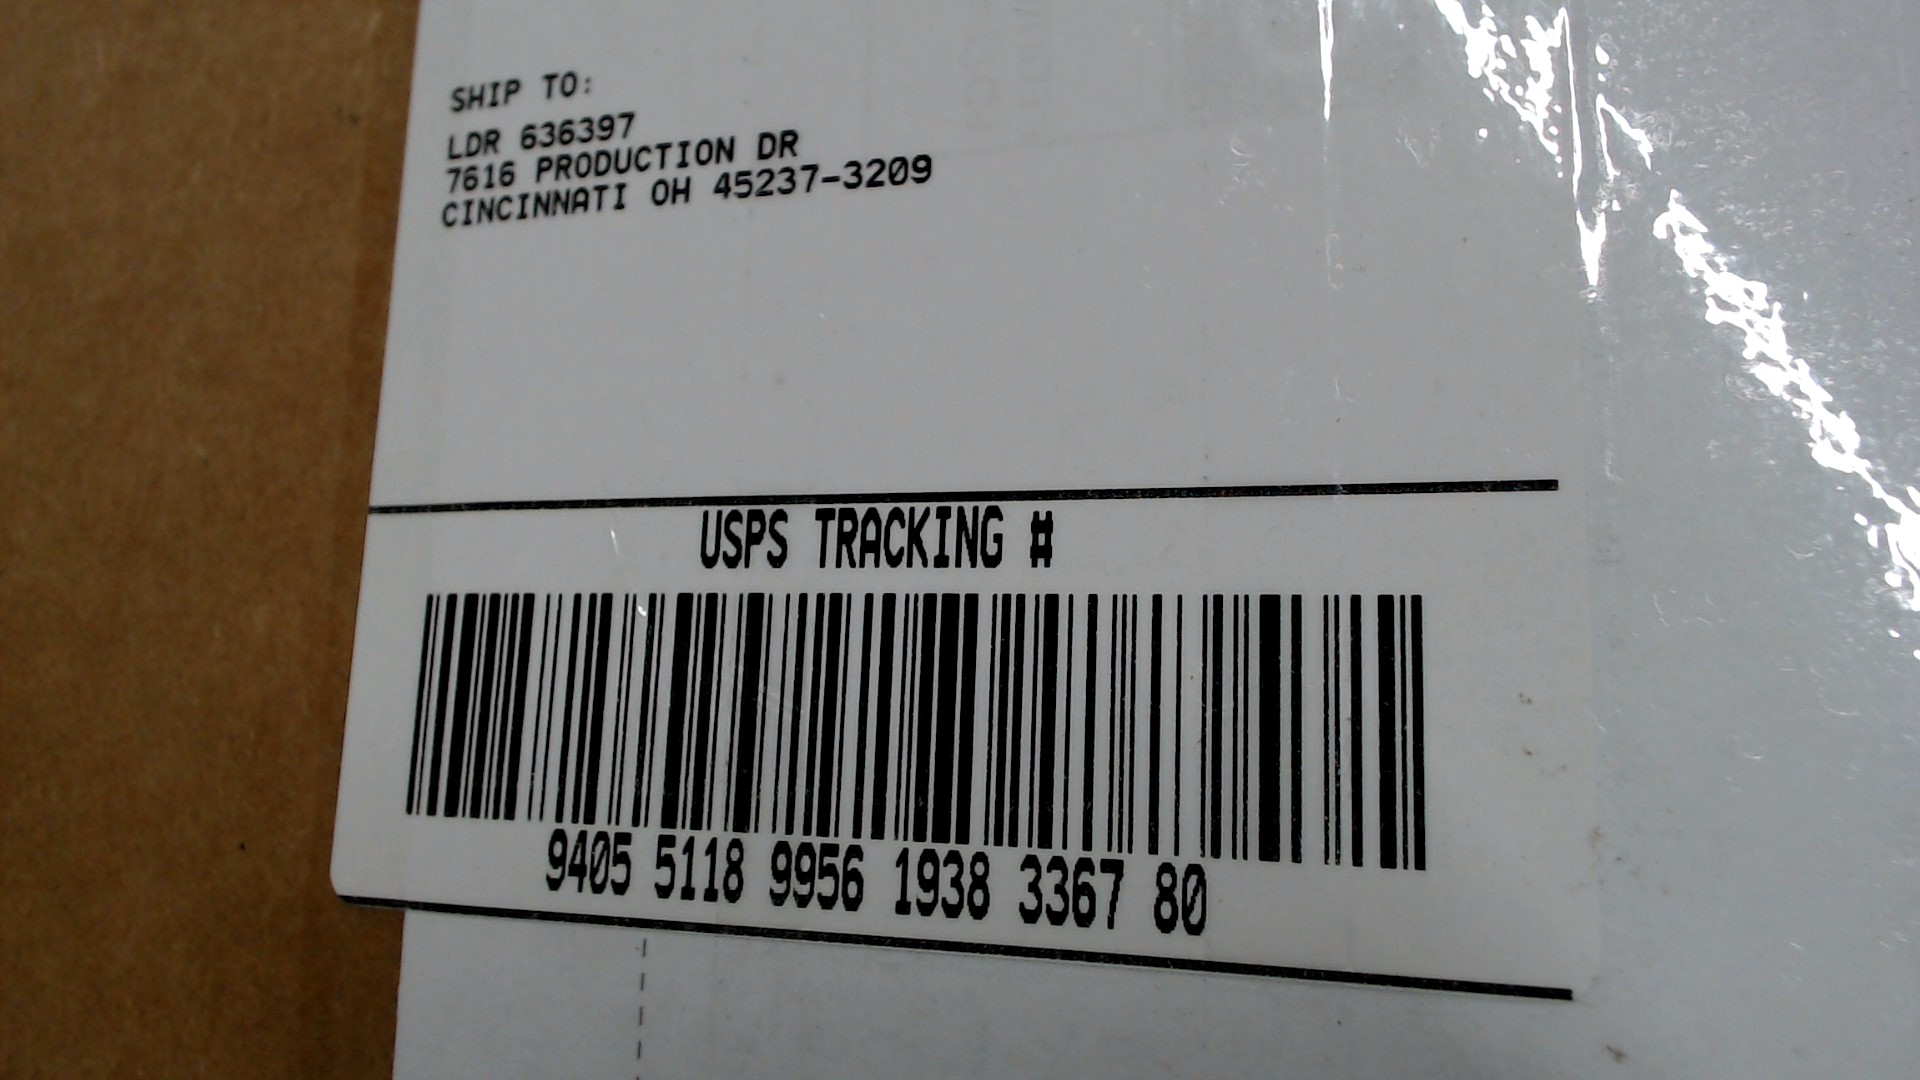 SHIP TO:
LDR 636397
7616 PRODUCTION DR
CINCINNATI OH 45237-3209
USPS TRACKING #
9405 5118 9956 1938 3367 80